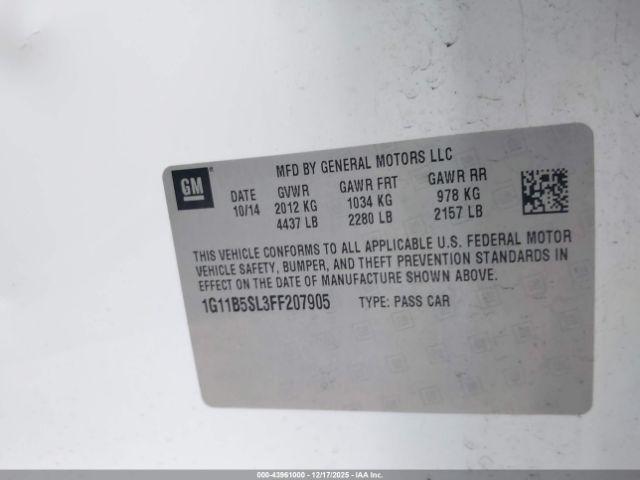 MFD BY GENERAL MOTORS LLC
GM
DATE GVWR GAWR FRT GAWR RR
10/14 2012 KG 1034 KG 978 KG
4437 LB 2280 LB 2157 LB
THIS VEHICLE CONFORMS TO ALL APPLICABLE U.S. FEDERAL MOTOR
VEHICLE SAFETY, BUMPER, AND THEFT PREVENTION STANDARDS IN
EFFECT ON THE DATE OF MANUFACTURE SHOWN ABOVE.
1G11B5SL3FF207905 TYPE: PASS CAR
000-43961000 - 12/17/2025 - IAA Inc.